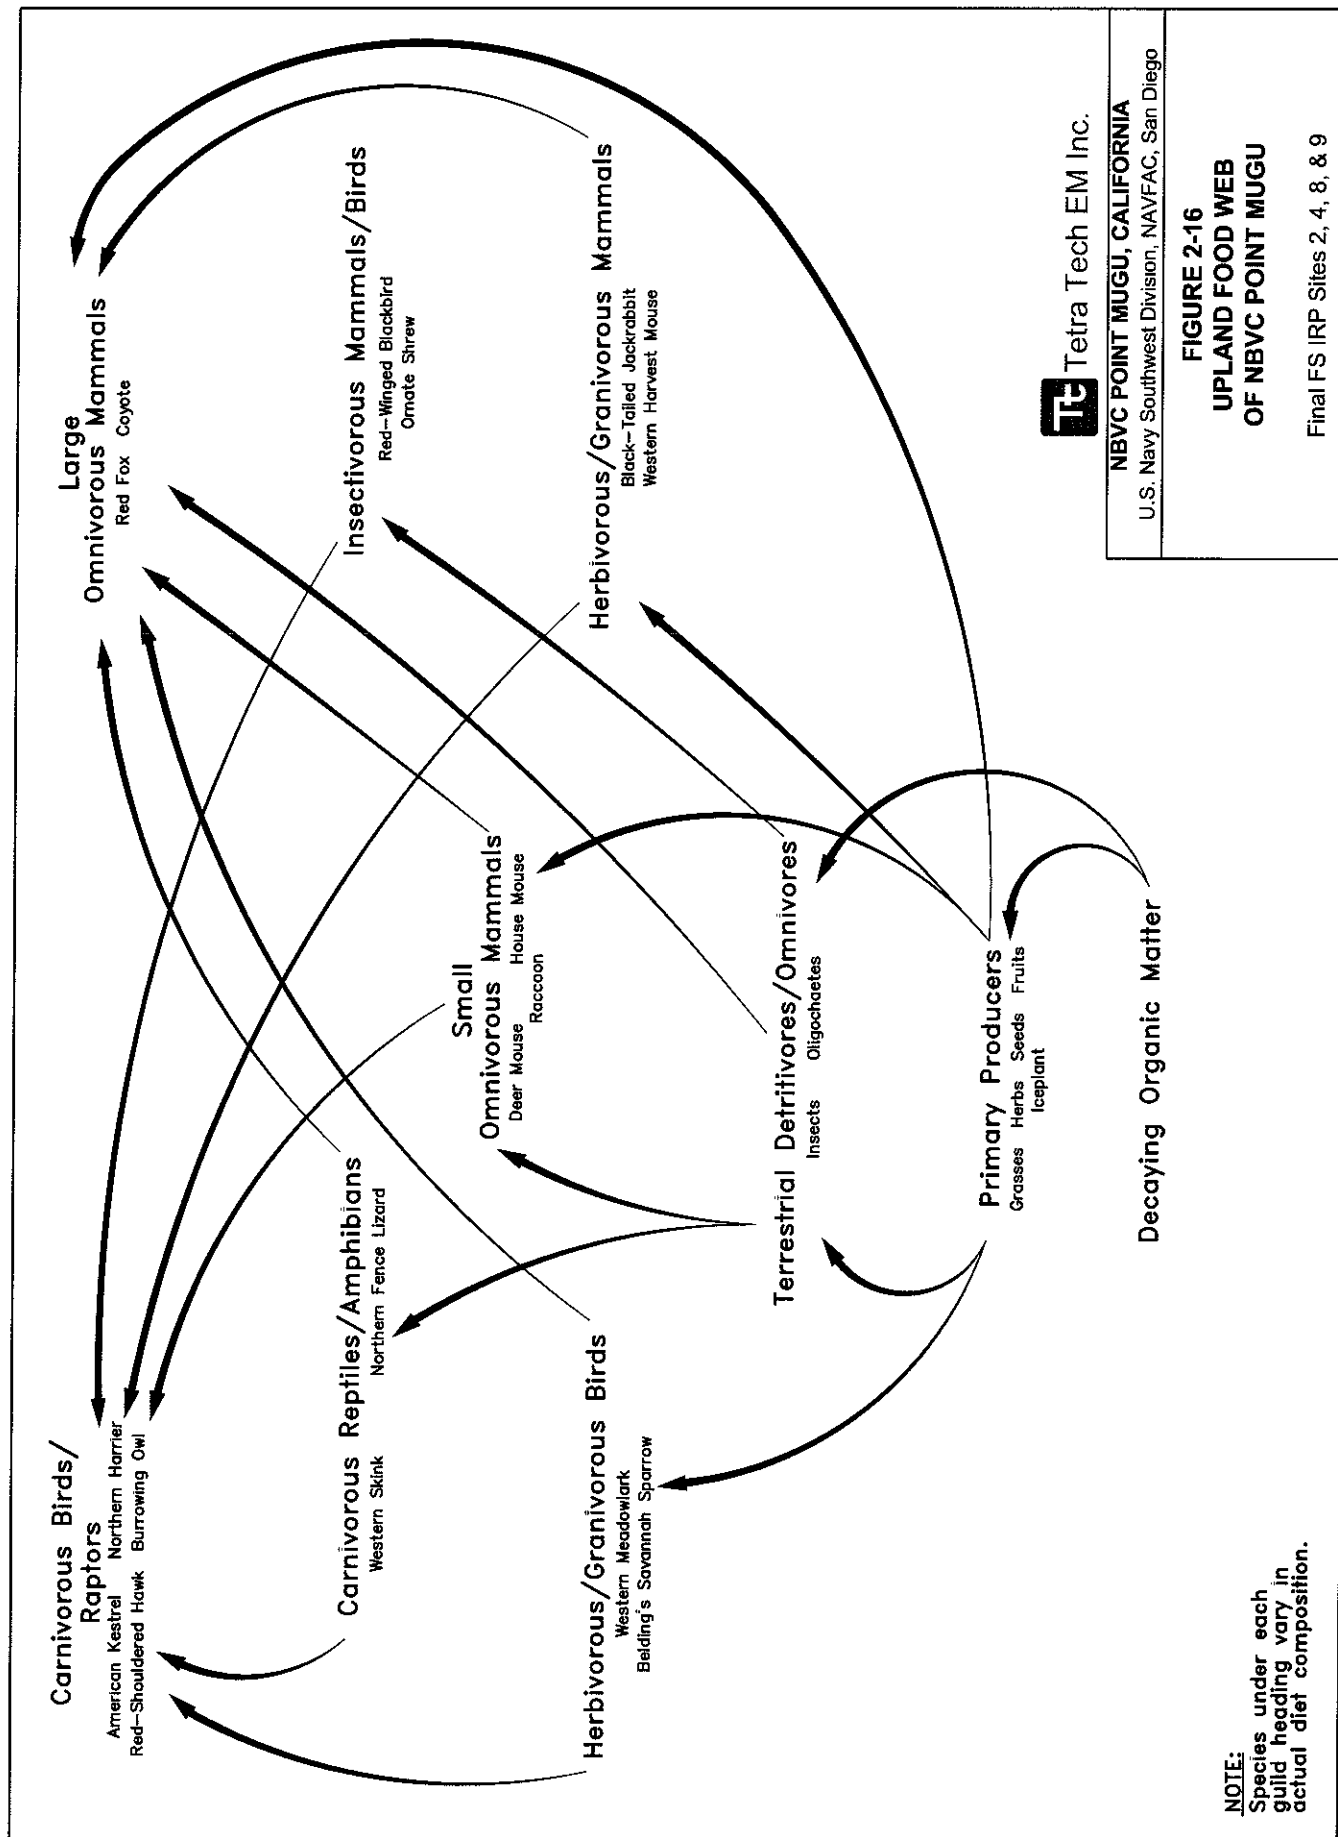 Carnivorous Birds/
Raptors
American Kestrel Northern Harrier
Red-Shouldered Hawk Burrowing Owl
Large
Omnivorous Mammals
Red Fox Coyote
Carnivorous Reptiles/Amphibians
Western Skink Northern Fence Lizard
Insectivorous Mammals/Birds
Red-Winged Blackbird
Ornate Shrew
Small
Omnivorous Mammals
Deer Mouse House Mouse
Raccoon
Herbivorous/Granivorous Birds
Western Meadowlark
Belding's Savannah Sparrow
Herbivorous/Granivorous Mammals
Black-Tailed Jackrabbit
Western Harvest Mouse
Terrestrial Detritivores/Omnivores
Insects Oligochaetes
Primary Producers
Grasses Herbs Seeds Fruits
Iceplant
Decaying Organic Matter
NOTE:
Species under each
guild heading vary in
actual diet composition.
Tt Tetra Tech EM Inc.
NBVC POINT MUGU, CALIFORNIA
U.S. Navy Southwest Division, NAVFAC, San Diego
FIGURE 2-16
UPLAND FOOD WEB
OF NBVC POINT MUGU
Final FS IRP Sites 2, 4, 8, & 9